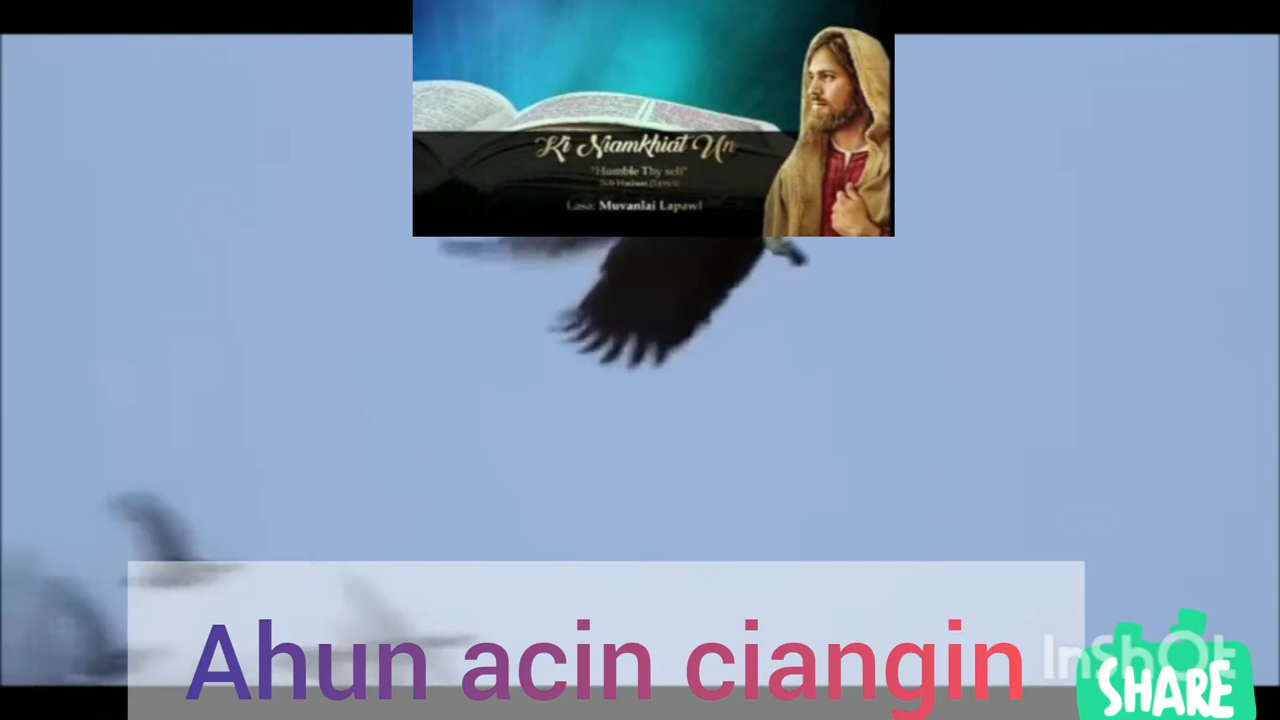 Ki Niamkhiat Un
"Humble Thy self"
Lasa: Muvanlai Lapawl
Ahun acin ciangin
InShOt
SHARE